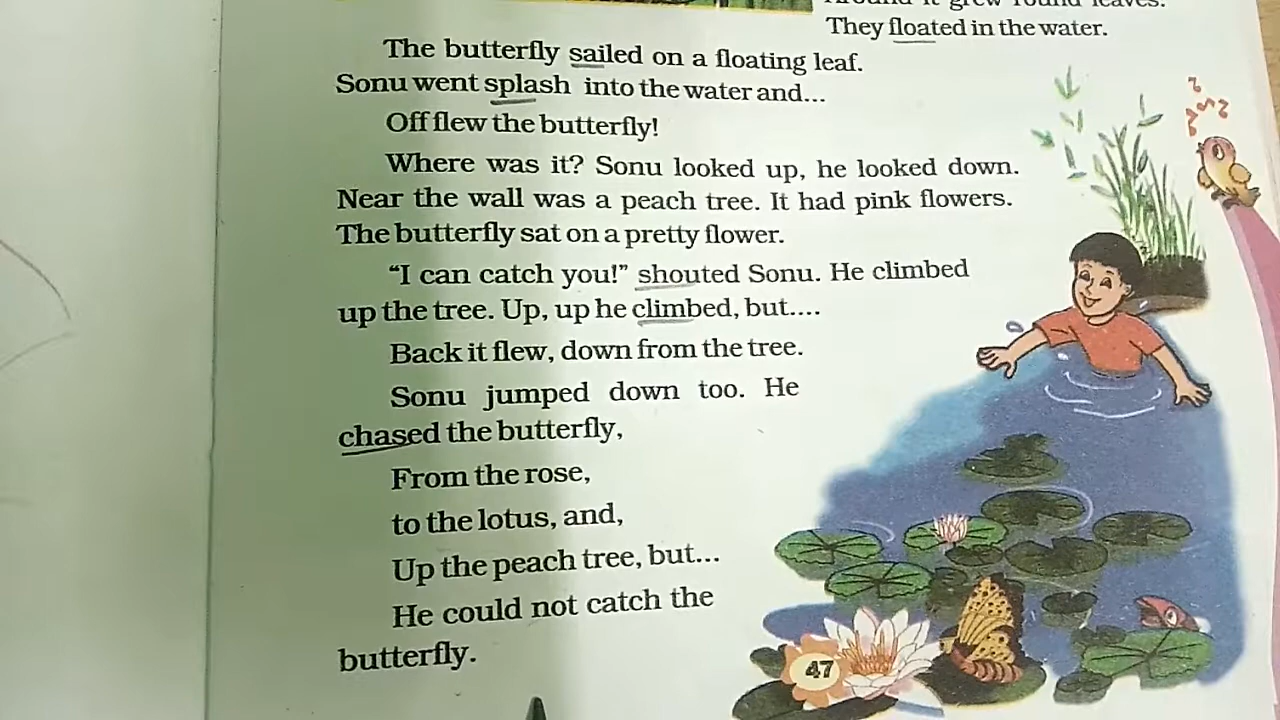 Around it grew round leaves.
They floated in the water.
The butterfly sailed on a floating leaf.
Sonu went splash into the water and...
Off flew the butterfly!
Where was it? Sonu looked up, he looked down.
Near the wall was a peach tree. It had pink flowers.
The butterfly sat on a pretty flower.
“I can catch you!” shouted Sonu. He climbed
up the tree. Up, up he climbed, but....
Back it flew, down from the tree.
Sonu jumped down too. He
chased the butterfly,
From the rose,
to the lotus, and,
Up the peach tree, but...
He could not catch the
butterfly.
47